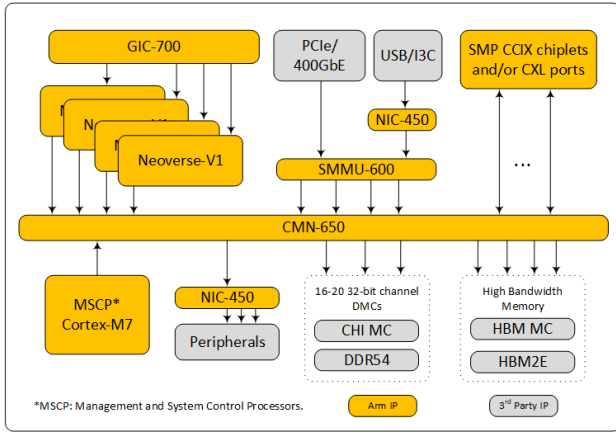 GIC-700
PCIe/
400GbE
USB/I3C
SMP CCIX chiplets
and/or CXL ports
NIC-450
Neoverse-V1
SMMU-600
...
CMN-650
MSCP*
Cortex-M7
NIC-450
Peripherals
16-20 32-bit channel
DMCs
CHI MC
DDR54
High Bandwidth
Memory
HBM MC
HBM2E
*MSCP: Management and System Control Processors.
Arm IP
3rd Party IP